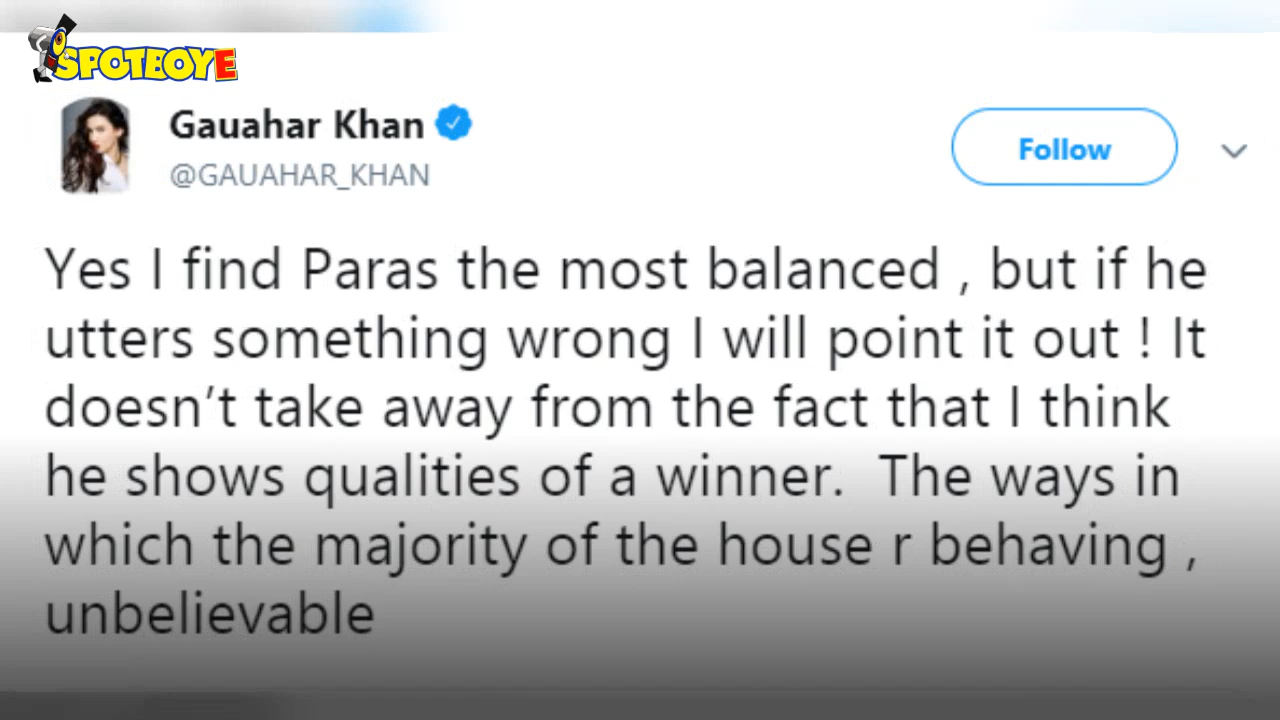 SPOTBOYE
Gauahar Khan
@GAUAHAR_KHAN
Follow
Yes I find Paras the most balanced , but if he
utters something wrong I will point it out ! It
doesn’t take away from the fact that I think
he shows qualities of a winner.  The ways in
which the majority of the house r behaving ,
unbelievable